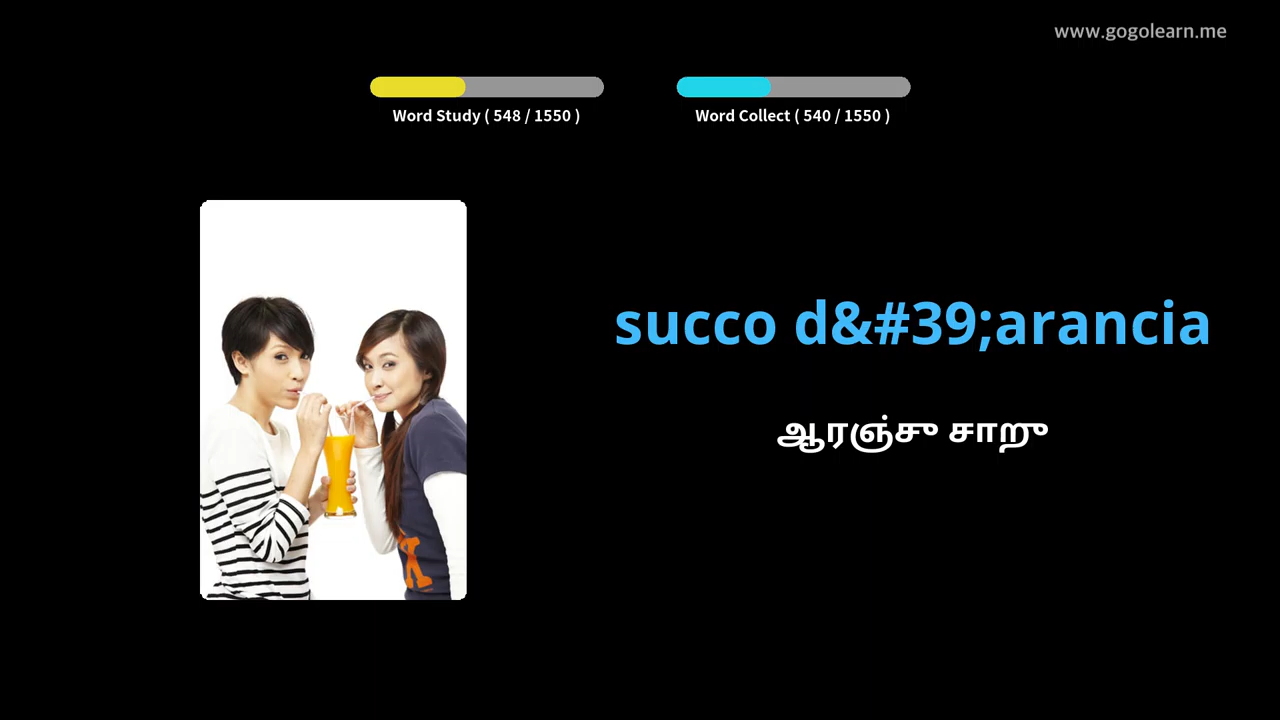 www.gogolearn.me
Word Study ( 548 / 1550 )
Word Collect ( 540 / 1550 )
succo d&#39;arancia
ஆரஞ்சு சாறு